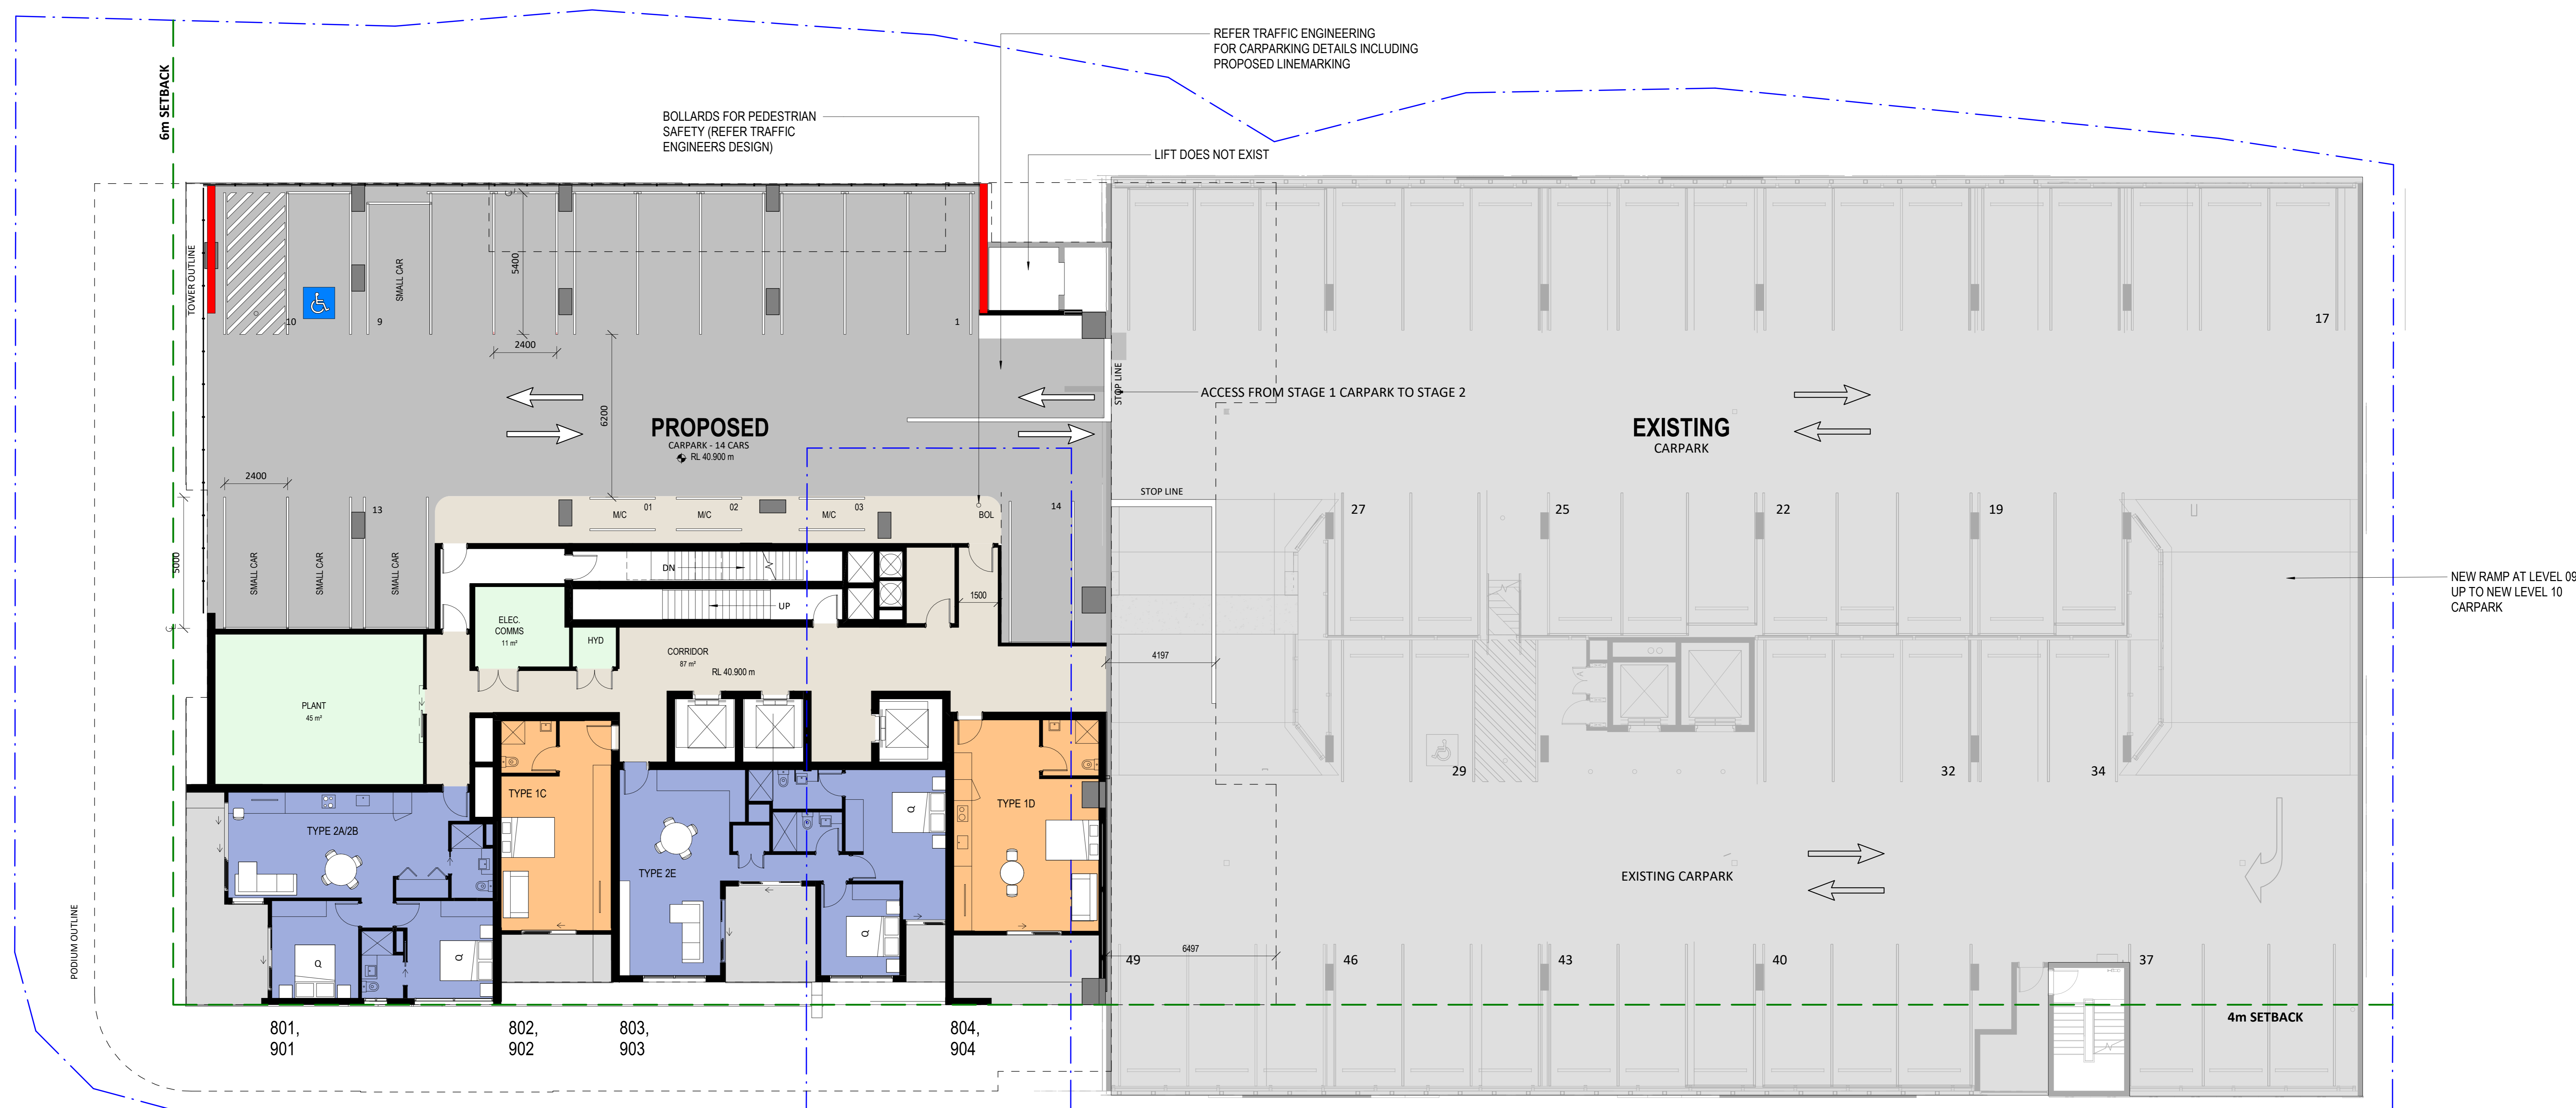 REFER TRAFFIC ENGINEERING
FOR CARPARKING DETAILS INCLUDING
PROPOSED LINEMARKING
6m SETBACK
BOLLARDS FOR PEDESTRIAN
SAFETY (REFER TRAFFIC
ENGINEERS DESIGN)
LIFT DOES NOT EXIST
TOWER OUTLINE
SMALL CAR
5400
10
9
1
17
2400
STOP LINE
ACCESS FROM STAGE 1 CARPARK TO STAGE 2
6200
PROPOSED
CARPARK - 14 CARS
RL 40.900 m
EXISTING
CARPARK
2400
STOP LINE
13
M/C
01
M/C
02
M/C
03
BOL
14
27
25
22
19
5000
SMALL CAR
SMALL CAR
SMALL CAR
DN
UP
1500
NEW RAMP AT LEVEL 09
UP TO NEW LEVEL 10
CARPARK
ELEC.
COMMS
11 m²
HYD
CORRIDOR
87 m²
RL 40.900 m
4197
PLANT
45 m²
29
32
34
TYPE 1C
TYPE 1D
TYPE 2A/2B
TYPE 2E
Q
Q
Q
Q
EXISTING CARPARK
PODIUM OUTLINE
6497
49
46
43
40
37
4m SETBACK
801,
901
802,
902
803,
903
804,
904